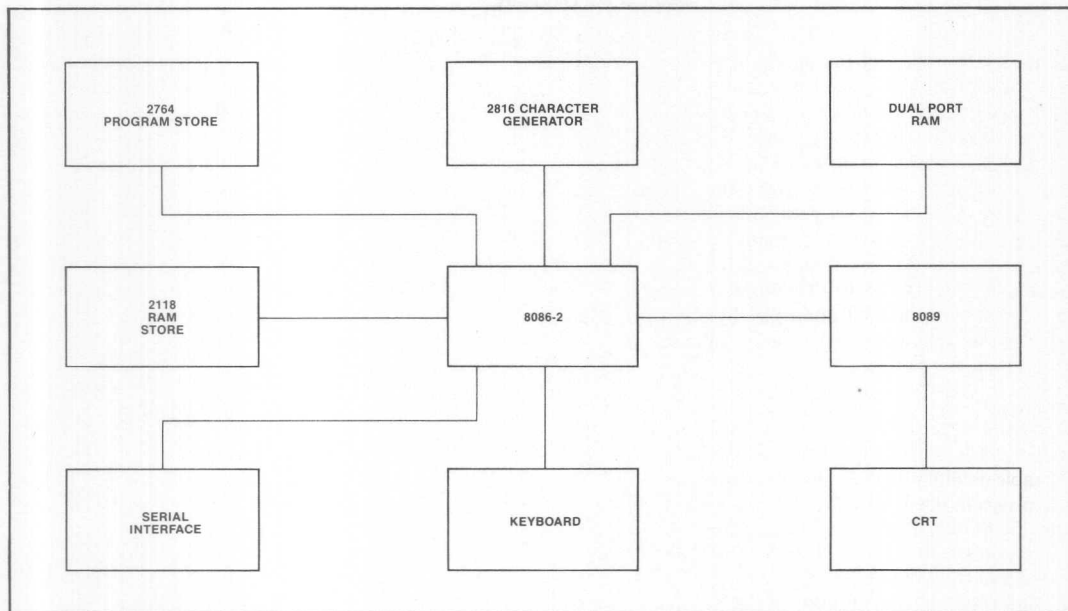 2764
PROGRAM STORE
2816 CHARACTER
GENERATOR
DUAL PORT
RAM
2118
RAM
STORE
8086-2
8089
SERIAL
INTERFACE
KEYBOARD
CRT